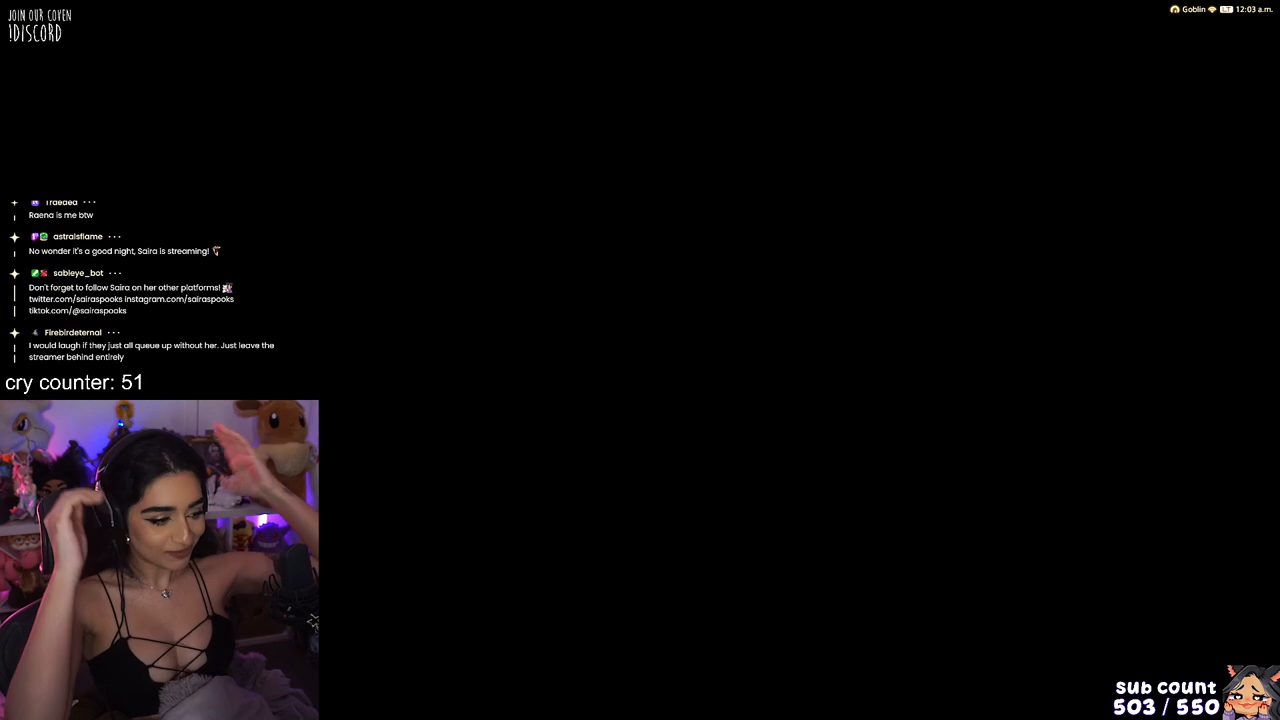 JOIN OUR COVEN
!DISCORD
Goblin LT 12:03 a.m.
Traeded ···
Raena is me btw
astralsflame ···
No wonder it's a good night, Saira is streaming!
sableye_bot ···
Don't forget to follow Saira on her other platforms!
twitter.com/sairaspooks instagram.com/sairaspooks
tiktok.com/@sairaspooks
Firebirdeternal ···
I would laugh if they just all queue up without her. Just leave the
streamer behind entirely
cry counter: 51
sub count
503 / 550